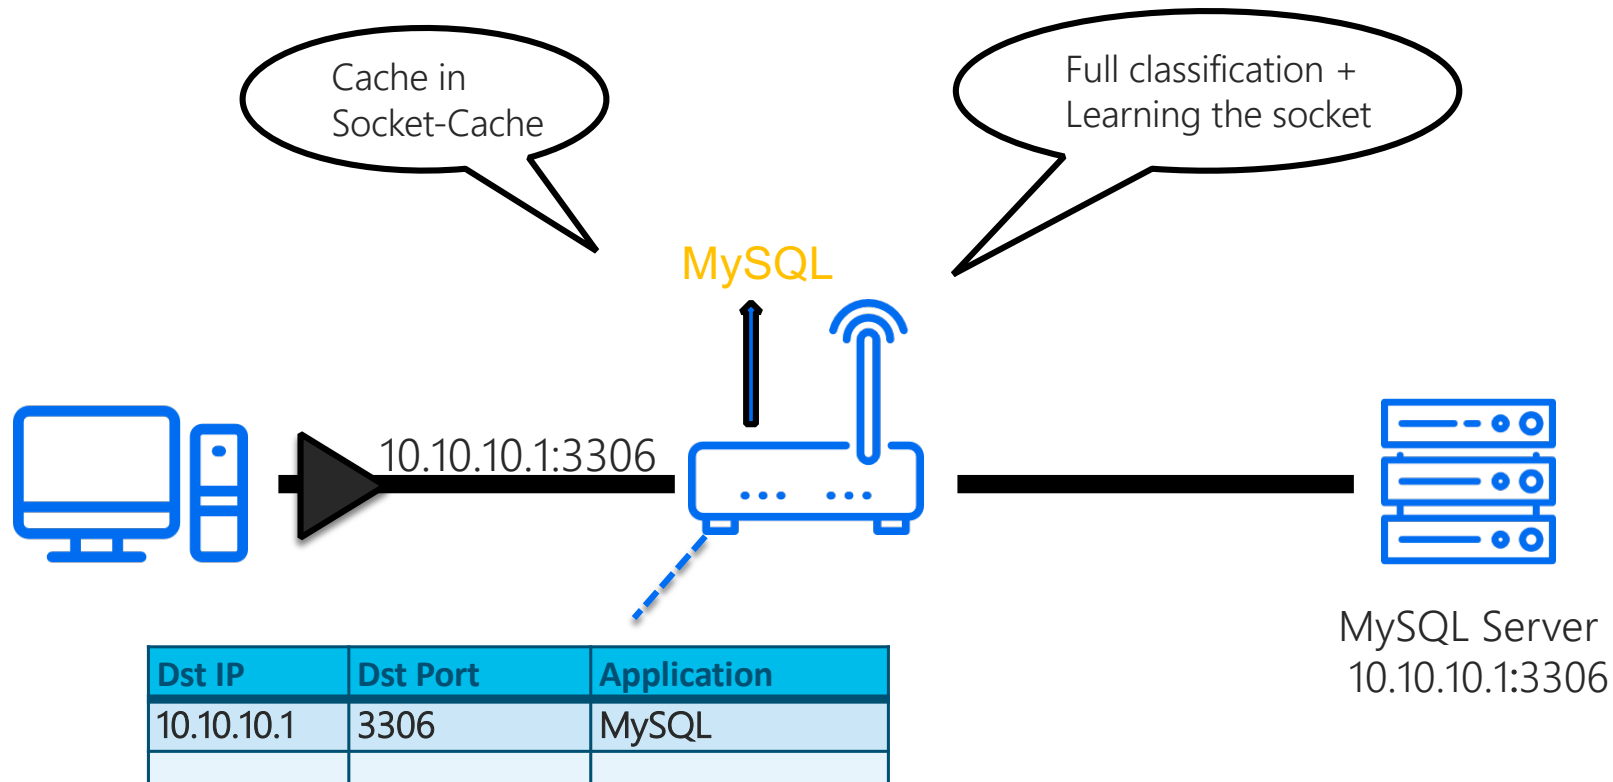 Cache in
Socket-Cache
Full classification +
Learning the socket
MySQL
10.10.10.1:3306
MySQL Server
10.10.10.1:3306
Dst IP Dst Port Application
10.10.10.1 3306 MySQL